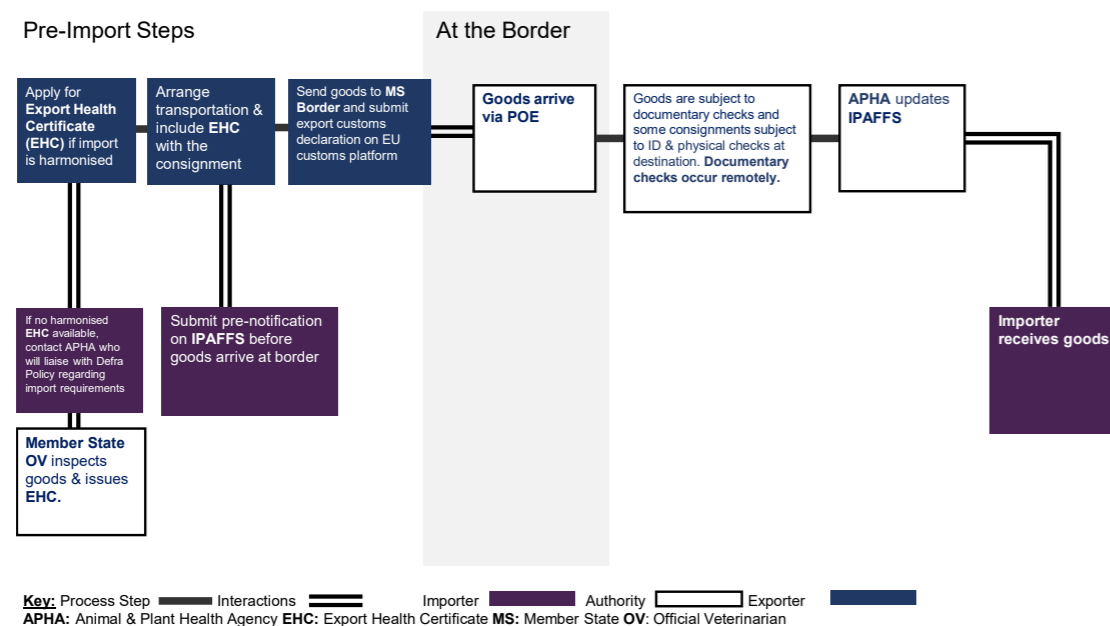 Pre-Import Steps
At the Border
Apply for
Export Health
Certificate
(EHC) if import
is harmonised
Arrange
transportation &
include EHC
with the
consignment
Send goods to MS
Border and submit
export customs
declaration on EU
customs platform
Goods arrive
via POE
Goods are subject to
documentary checks and
some consignments subject
to ID & physical checks at
destination. Documentary
checks occur remotely.
APHA updates
IPAFFS
If no harmonised
EHC available,
contact APHA who
will liaise with Defra
Policy regarding
import requirements
Submit pre-notification
on IPAFFS before
goods arrive at border
Importer
receives goods
Member State
OV inspects
goods & issues
EHC.
Key: Process Step Interactions Importer Authority Exporter
APHA: Animal & Plant Health Agency EHC: Export Health Certificate MS: Member State OV: Official Veterinarian